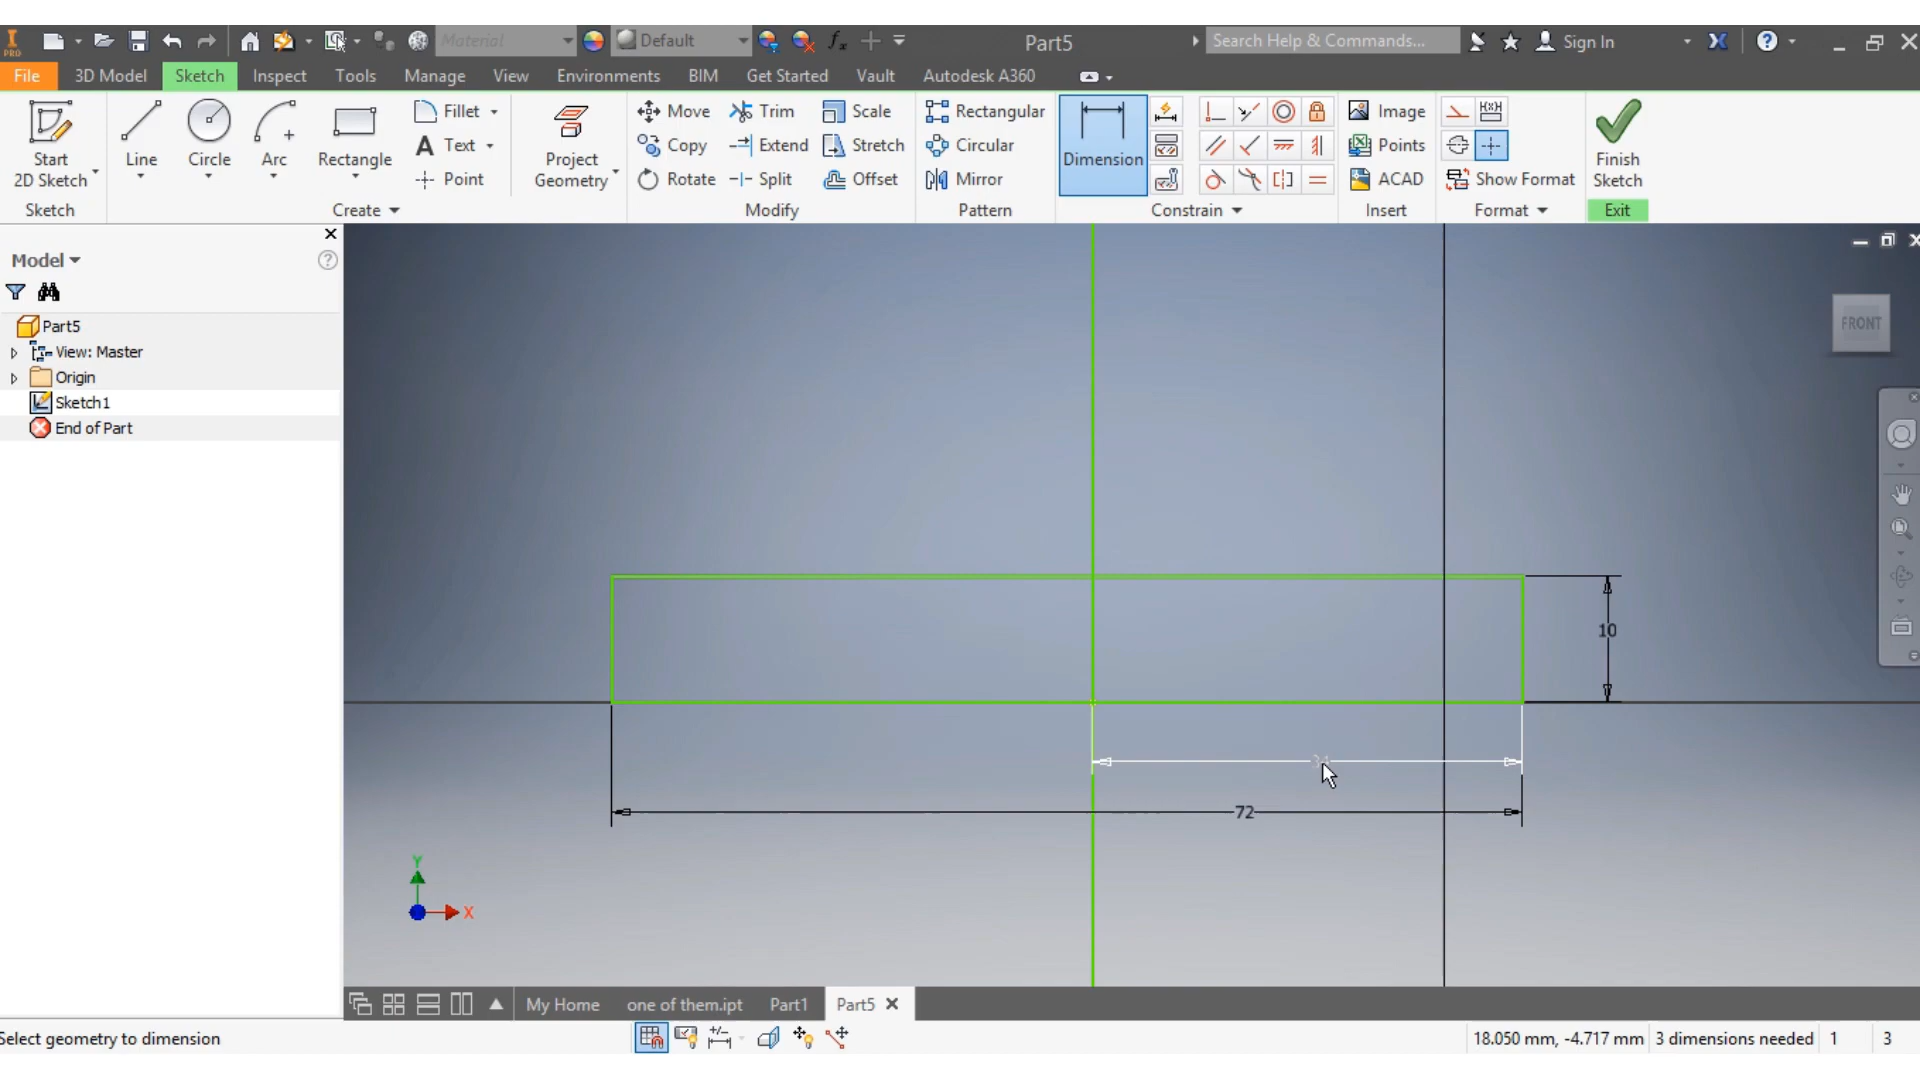 PRO
Material
Default
fx
Part5
Search Help & Commands...
Sign In
File
3D Model
Sketch
Inspect
Tools
Manage
View
Environments
BIM
Get Started
Vault
Autodesk A360
Start
2D Sketch
Line
Circle
Arc
Rectangle
Fillet
Text
Point
Project
Geometry
Move
Copy
Rotate
Trim
Extend
Split
Scale
Stretch
Offset
Rectangular
Circular
Mirror
Dimension
Image
Points
ACAD
Show Format
Finish
Sketch
Sketch
Create
Modify
Pattern
Constrain
Insert
Format
Exit
Model
Part5
View: Master
Origin
Sketch1
End of Part
FRONT
10
72
Y
X
My Home
one of them.ipt
Part1
Part5
Select geometry to dimension
18.050 mm, -4.717 mm
3 dimensions needed
1
3